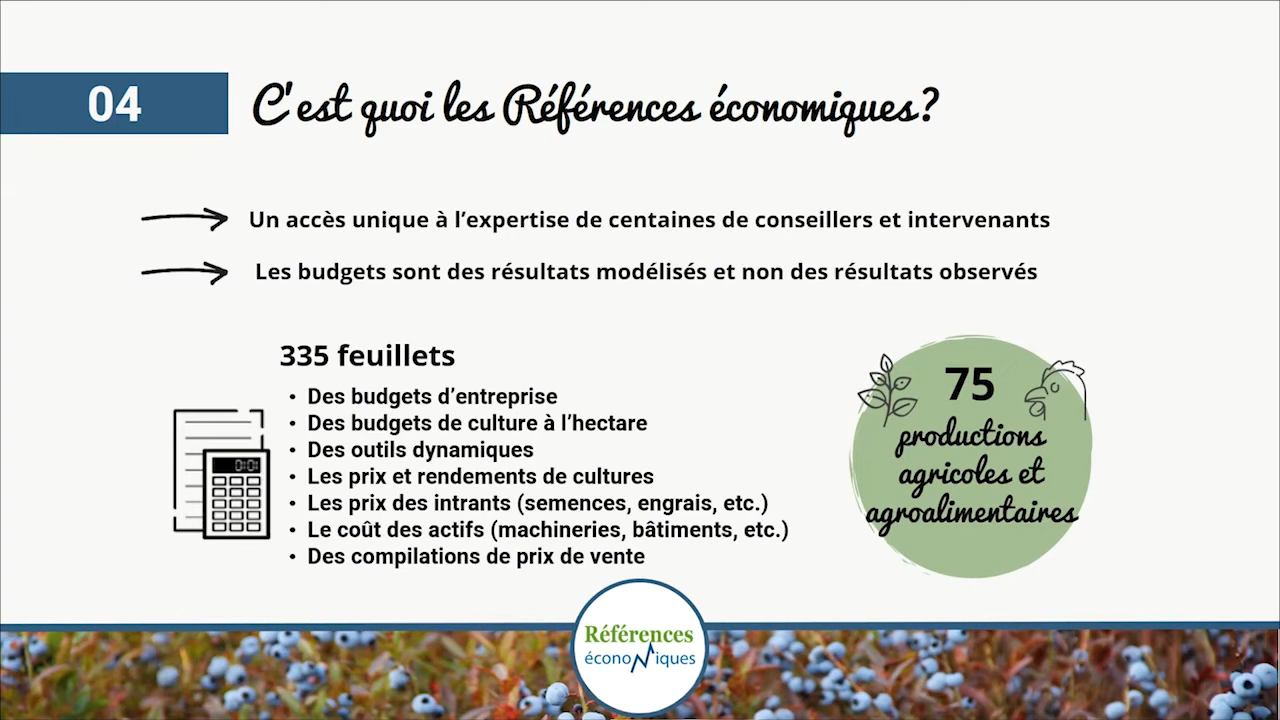 04
C'est quoi les Références économiques?
Un accès unique à l’expertise de centaines de conseillers et intervenants
Les budgets sont des résultats modélisés et non des résultats observés
335 feuillets
• Des budgets d’entreprise
• Des budgets de culture à l’hectare
• Des outils dynamiques
• Les prix et rendements de cultures
• Les prix des intrants (semences, engrais, etc.)
• Le coût des actifs (machineries, bâtiments, etc.)
• Des compilations de prix de vente
75
productions
agricoles et
agroalimentaires
Références
économiques